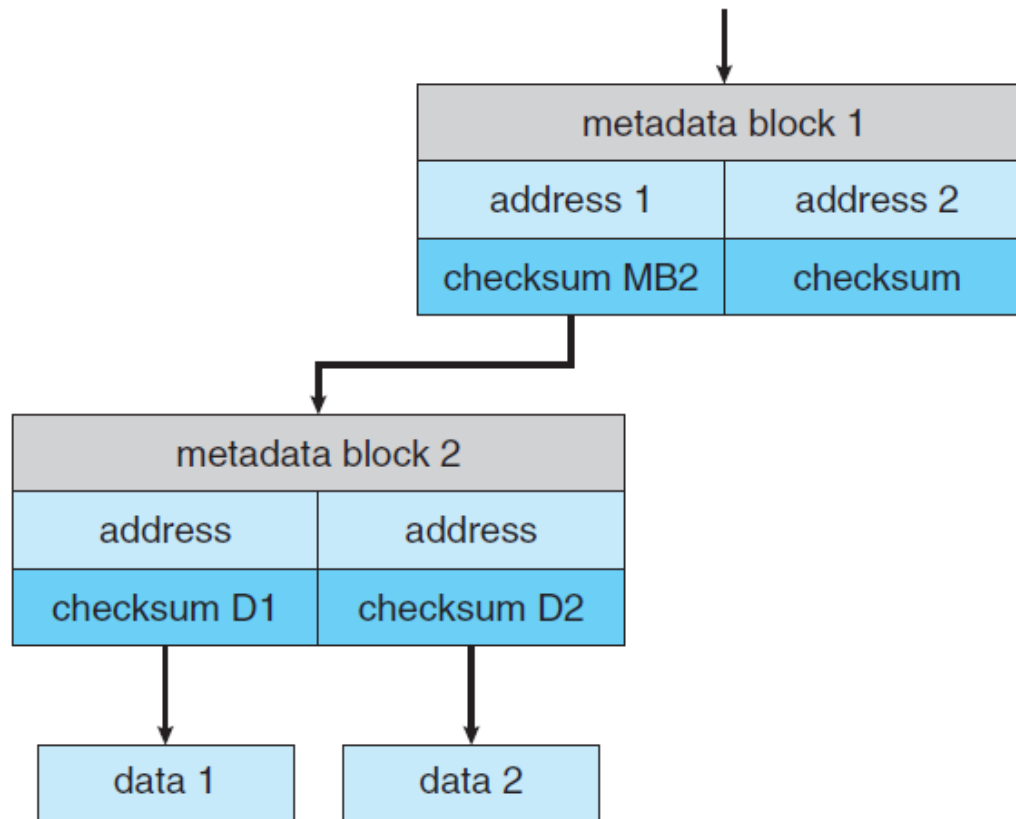 metadata block 1
address 1 address 2
checksum MB2 checksum
metadata block 2
address address
checksum D1 checksum D2
data 1 data 2